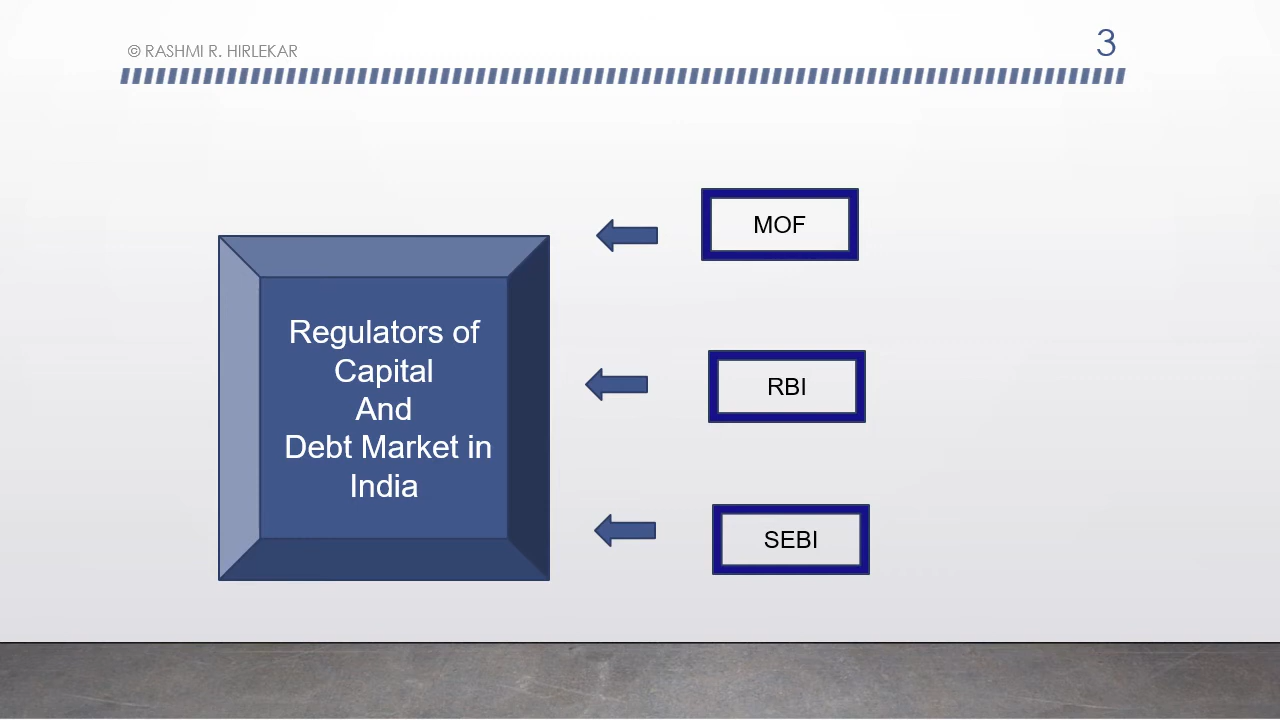 © RASHMI R. HIRLEKAR
3
MOF
Regulators of
Capital
And
Debt Market in
India
RBI
SEBI